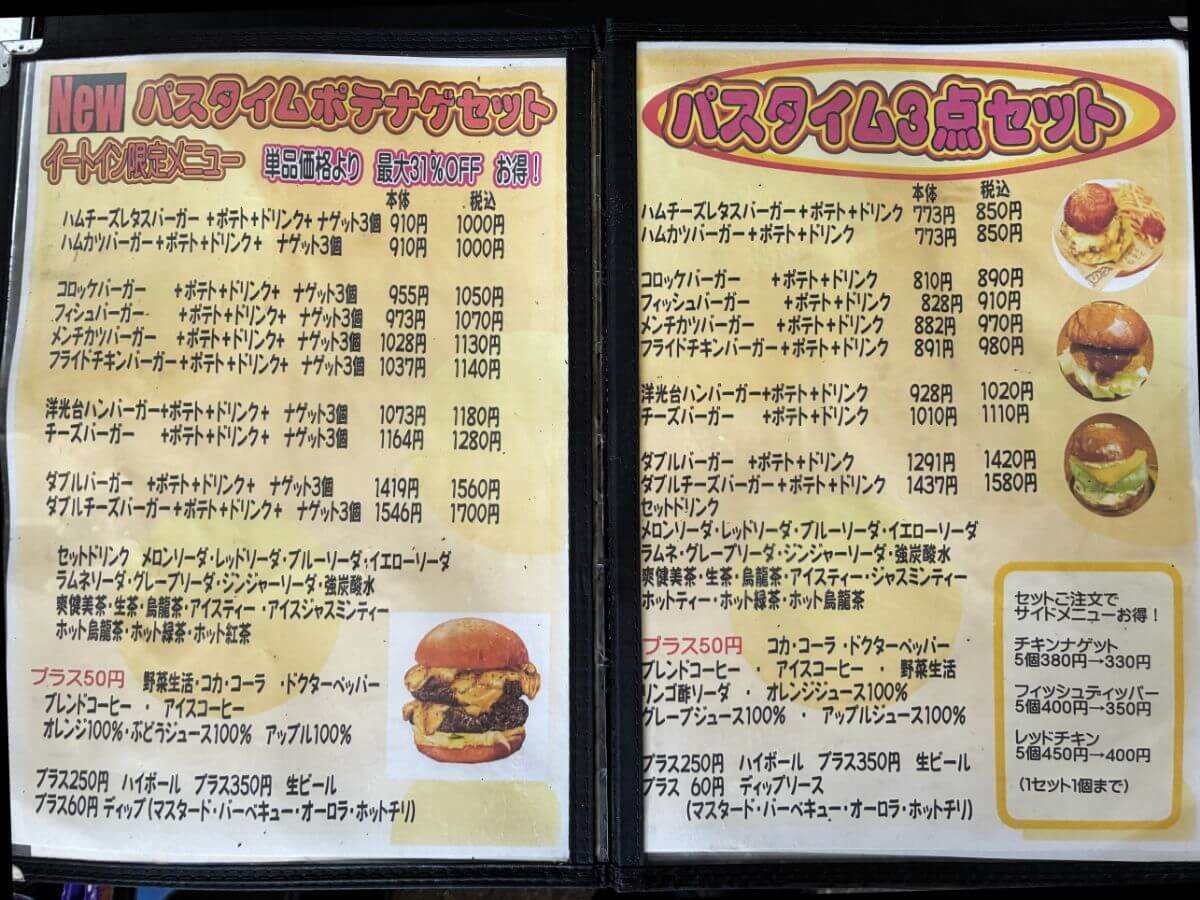 New パスタイムポテナゲセット
イートイン限定メニュー 単品価格より 最大31%OFF お得!
本体 税込
ハムチーズレタスバーガー +ポテト+ドリンク+ ナゲット3個 910円 1000円
ハムカツバーガー+ポテト+ドリンク+ ナゲット3個 910円 1000円
コロッケバーガー +ポテト+ドリンク+ ナゲット3個 955円 1050円
フィシュバーガー +ポテト+ドリンク+ ナゲット3個 973円 1070円
メンチカツバーガー +ポテト+ドリンク+ ナゲット3個 1028円 1130円
フライドチキンバーガー+ポテト+ドリンク+ ナゲット3個 1037円 1140円
洋光台ハンバーガー+ポテト+ドリンク+ ナゲット3個 1073円 1180円
チーズバーガー +ポテト+ドリンク+ ナゲット3個 1164円 1280円
ダブルバーガー +ポテト+ドリンク+ ナゲット3個 1419円 1560円
ダブルチーズバーガー+ポテト+ドリンク+ ナゲット3個 1546円 1700円
セットドリンク メロンソーダ・レッドソーダ・ブルーソーダ・イエローソーダ
ラムネソーダ・グレープソーダ・ジンジャーソーダ・強炭酸水
爽健美茶・生茶・烏龍茶・アイスティー・アイスジャスミンティー
ホット烏龍茶・ホット緑茶・ホット紅茶
プラス50円 野菜生活・コカ・コーラ ・ドクターペッパー
ブレンドコーヒー ・ アイスコーヒー
オレンジ100%・ぶどうジュース100% アップル100%
プラス250円 ハイボール プラス350円 生ビール
プラス60円 ディップ(マスタード・バーベキュー・オーロラ・ホットチリ)
パスタイム3点セット
本体 税込
ハムチーズレタスバーガー+ポテト+ドリンク 773円 850円
ハムカツバーガー+ポテト+ドリンク 773円 850円
コロッケバーガー +ポテト+ドリンク 810円 890円
フィッシュバーガー +ポテト+ドリンク 828円 910円
メンチカツバーガー +ポテト+ドリンク 882円 970円
フライドチキンバーガー+ポテト+ドリンク 891円 980円
洋光台ハンバーガー +ポテト+ドリンク 928円 1020円
チーズバーガー +ポテト+ドリンク 1010円 1110円
ダブルバーガー +ポテト+ドリンク 1291円 1420円
ダブルチーズバーガー+ポテト+ドリンク 1437円 1580円
セットドリンク
メロンソーダ・レッドソーダ・ブルーソーダ・イエローソーダ
ラムネ・グレープソーダ・ジンジャーソーダ・強炭酸水
爽健美茶・生茶・烏龍茶・アイスティー・ジャスミンティー
ホットティー・ホット緑茶・ホット烏龍茶
プラス50円 コカ・コーラ・ドクターペッパー
ブレンドコーヒー ・ アイスコーヒー ・ 野菜生活
リンゴ酢ソーダ ・ オレンジジュース100%
グレープジュース100% ・ アップルジュース100%
プラス250円 ハイボール プラス350円 生ビール
プラス 60円 ディップソース
(マスタード・バーベキュー・オーロラ・ホットチリ)
セットご注文で
サイドメニューお得!
チキンナゲット
5個380円→330円
フィッシュディッパー
5個400円→350円
レッドチキン
5個450円→400円
(1セット1個まで)